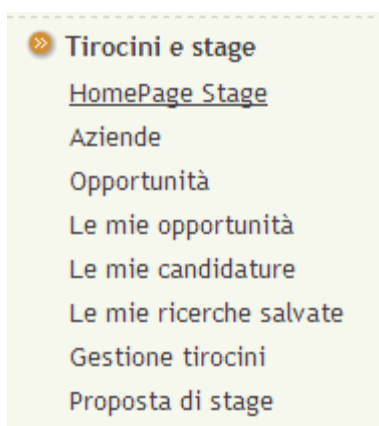 Tirocini e stage
HomePage Stage
Aziende
Opportunità
Le mie opportunità
Le mie candidature
Le mie ricerche salvate
Gestione tirocini
Proposta di stage